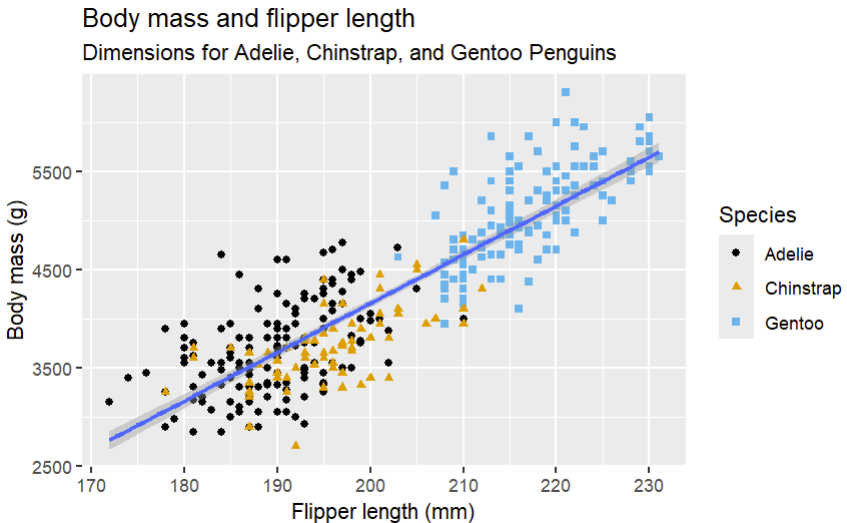 Body mass and flipper length
Dimensions for Adelie, Chinstrap, and Gentoo Penguins
5500
4500
3500
2500
Body mass (g)
170 180 190 200 210 220 230
Flipper length (mm)
Species
Adelie
Chinstrap
Gentoo